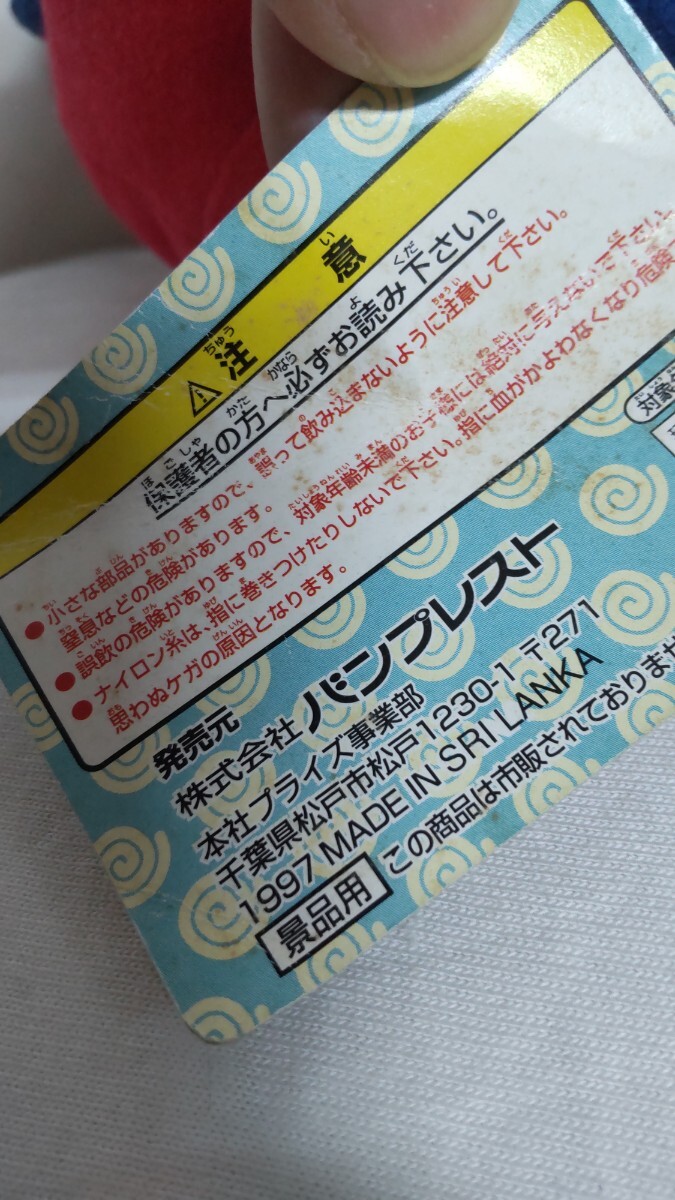 ⚠注意
保護者の方へ必ずお読み下さい。
●小さな部品がありますので、誤って飲み込まないように注意して下さい。
窒息などの危険があります。
●誤飲の危険がありますので、対象年齢未満のお子様には絶対に与えないで下さい
●ナイロン糸は、指に巻きつけたりしないで下さい。指に血がかよわなくなり危険
思わぬケガの原因となります。
対象
発売元
株式会社 バンプレスト
本社プライズ事業部
千葉県松戸市松戸1230-1 〒271
1997 MADE IN SRI LANKA
景品用 この商品は市販されておりませ